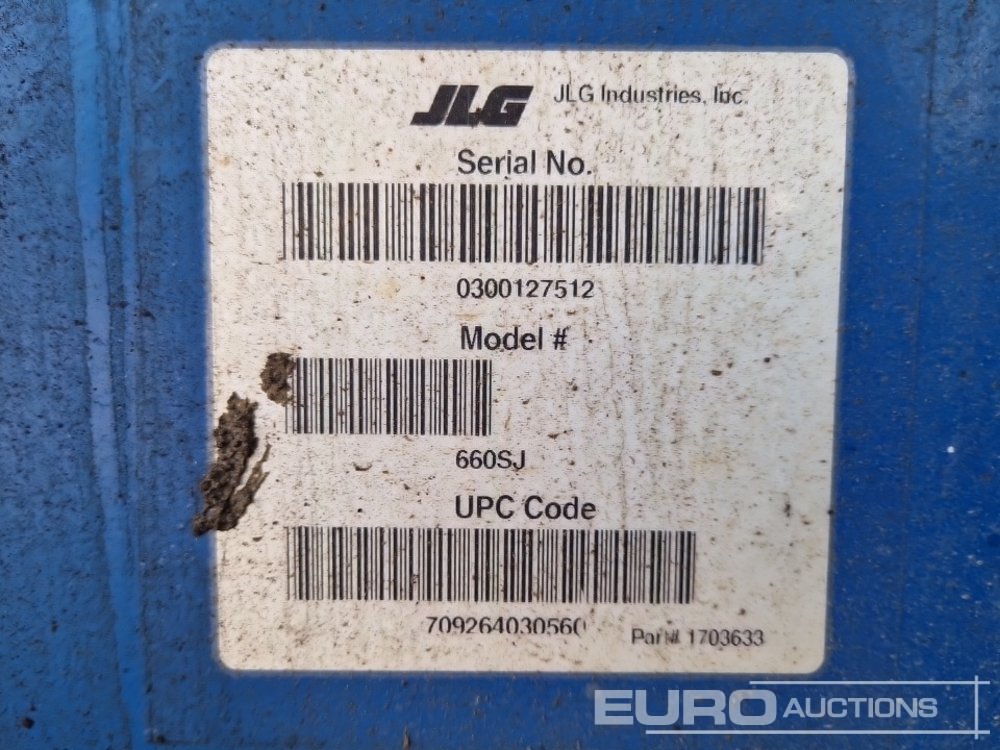 JLG JLG Industries, Inc.
Serial No.
0300127512
Model #
660SJ
UPC Code
709264030560
Part# 1703633
EURO AUCTIONS